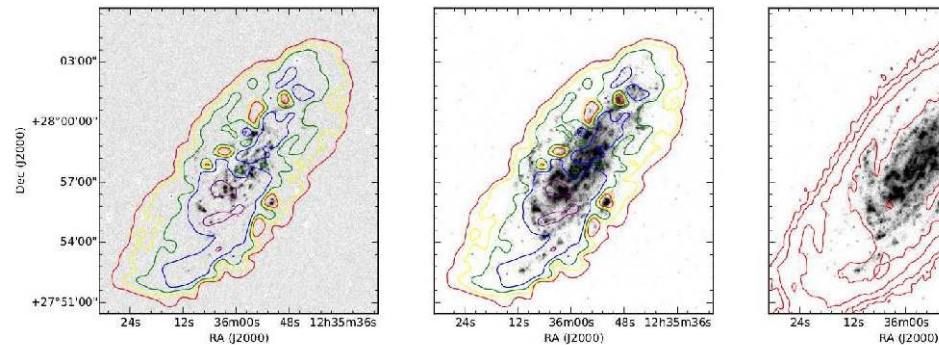 03'00"
+28°00'00"
57'00"
54'00"
+27°51'00"
Dec (J2000)
24s 12s 36m00s 48s 12h35m36s
RA (J2000)
24s 12s 36m00s 48s 12h35m36s
RA (J2000)
12s 36m00s
RA (J2000)